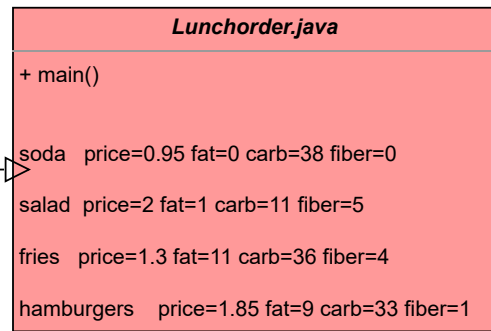 Lunchorder.java
+ main()
soda price=0.95 fat=0 carb=38 fiber=0
salad price=2 fat=1 carb=11 fiber=5
fries price=1.3 fat=11 carb=36 fiber=4
hamburgers price=1.85 fat=9 carb=33 fiber=1